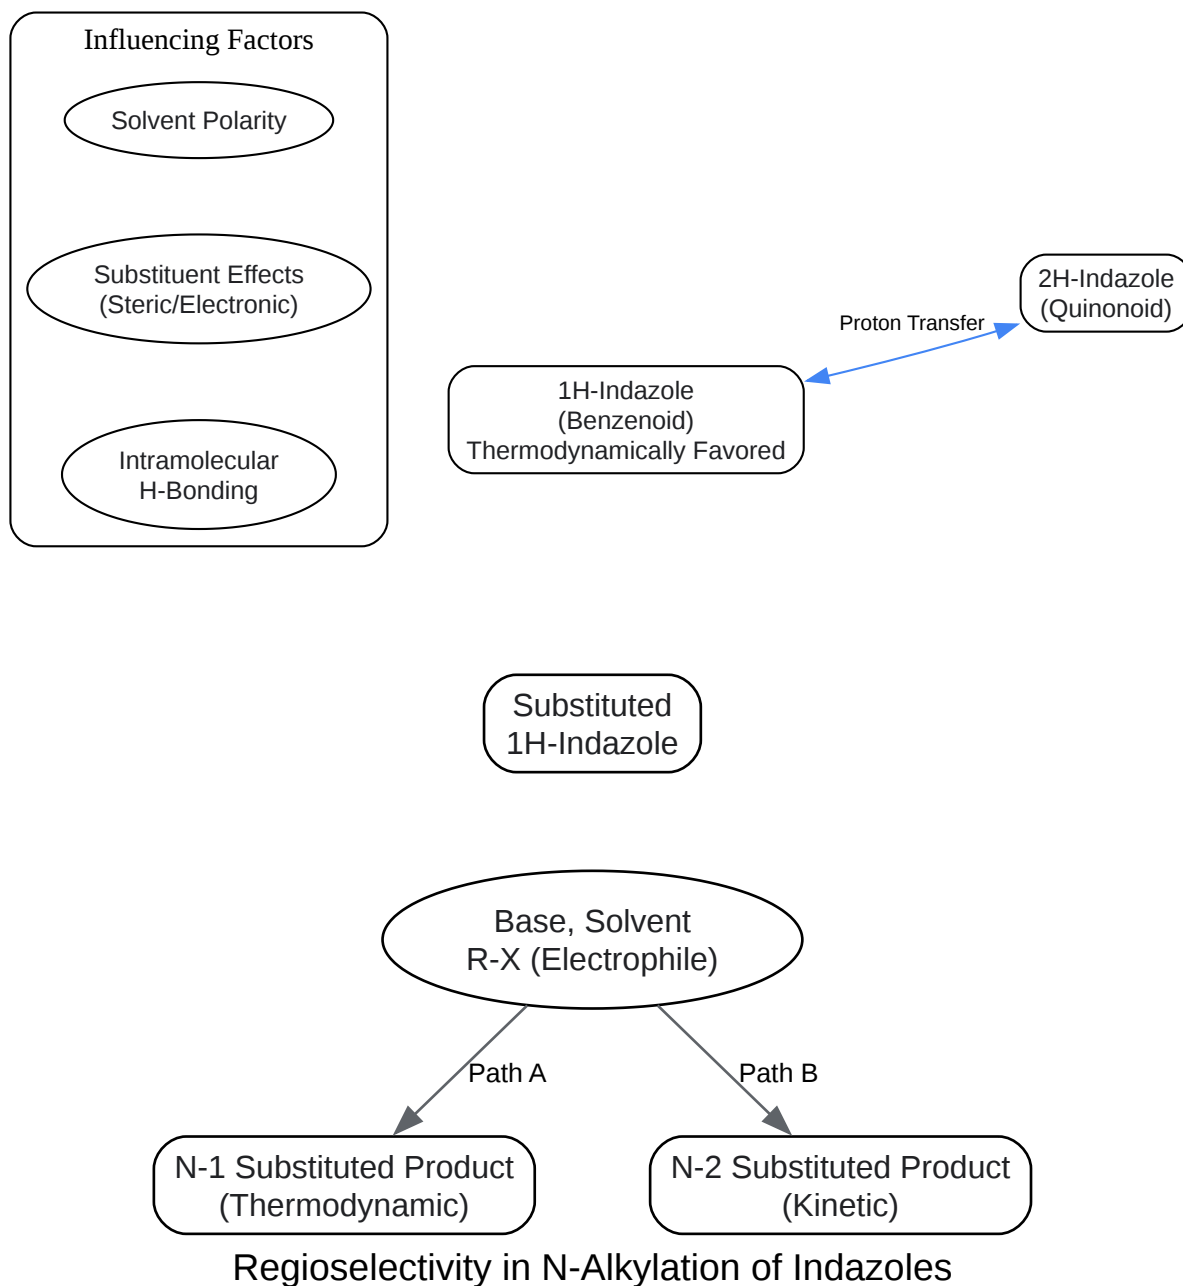 Influencing Factors
Solvent Polarity
Substituent Effects
(Steric/Electronic)
Intramolecular
H-Bonding
2H-Indazole
(Quinonoid)
Proton Transfer
1H-Indazole
(Benzenoid)
Thermodynamically Favored
Substituted
1H-Indazole
Base, Solvent
R-X (Electrophile)
Path A
Path B
N-1 Substituted Product
(Thermodynamic)
N-2 Substituted Product
(Kinetic)
Regioselectivity in N-Alkylation of Indazoles